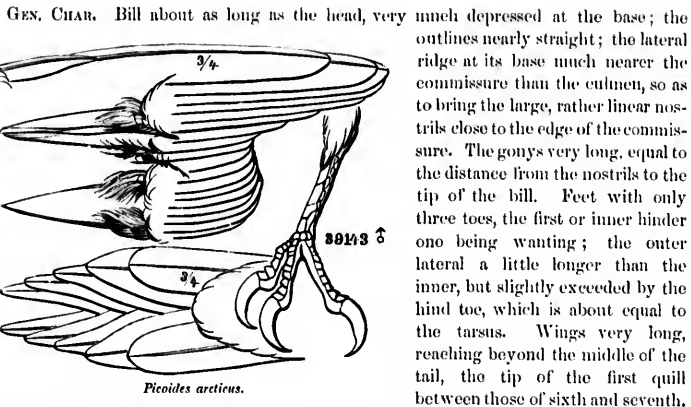 Gen. Char. Bill about as long as the head, very much depressed at the base; the
outlines nearly straight; the lateral
ridge at its base much nearer the
commissure than the culmen, so as
to bring the large, rather linear nos-
trils close to the edge of the commis-
sure. The gonys very long, equal to
the distance from the nostrils to the
tip of the bill. Feet with only
three toes, the first or inner hinder
one being wanting; the outer
lateral a little longer than the
inner, but slightly exceeded by the
hind toe, which is about equal to
the tarsus. Wings very long,
reaching beyond the middle of the
tail, the tip of the first quill
between those of sixth and seventh.
3/4
39143 ♂
3/4
Picoides arcticus.